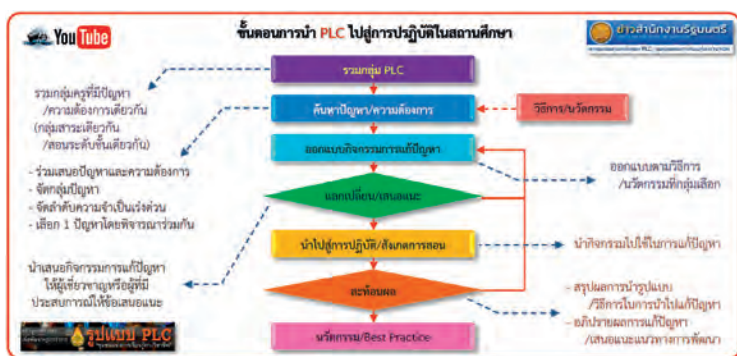 YouTube
ขั้นตอนการนำ PLC ไปสู่การปฏิบัติในสถานศึกษา
ข่าวสำนักงานรัฐมนตรี
รวมกลุ่ม PLC
รวมกลุ่มครูที่มีปัญหา
/ความต้องการเดียวกัน
(กลุ่มสาระเดียวกัน
/สอนระดับชั้นเดียวกัน)
ค้นหาปัญหา/ความต้องการ
วิธีการ/นวัตกรรม
- ร่วมเสนอปัญหาและความต้องการ
- จัดกลุ่มปัญหา
- จัดลำดับความจำเป็นเร่งด่วน
- เลือก 1 ปัญหาโดยพิจารณาร่วมกัน
ออกแบบกิจกรรมการแก้ปัญหา
ออกแบบตามวิธีการ
/นวัตกรรมที่กลุ่มเลือก
แลกเปลี่ยน/เสนอแนะ
นำเสนอกิจกรรมการแก้ปัญหา
ให้ผู้เชี่ยวชาญหรือผู้ที่มี
ประสบการณ์ให้ข้อเสนอแนะ
นำไปสู่การปฏิบัติ/สังเกตการสอน
นำกิจกรรมไปใช้ในการแก้ปัญหา
สะท้อนผล
- สรุปผลการนำรูปแบบ
/วิธีการในการนำไปแก้ปัญหา
- อภิปรายผลการแก้ปัญหา
/เสนอแนะแนวทางการพัฒนา
นวัตกรรม/Best Practice
รูปแบบ PLC